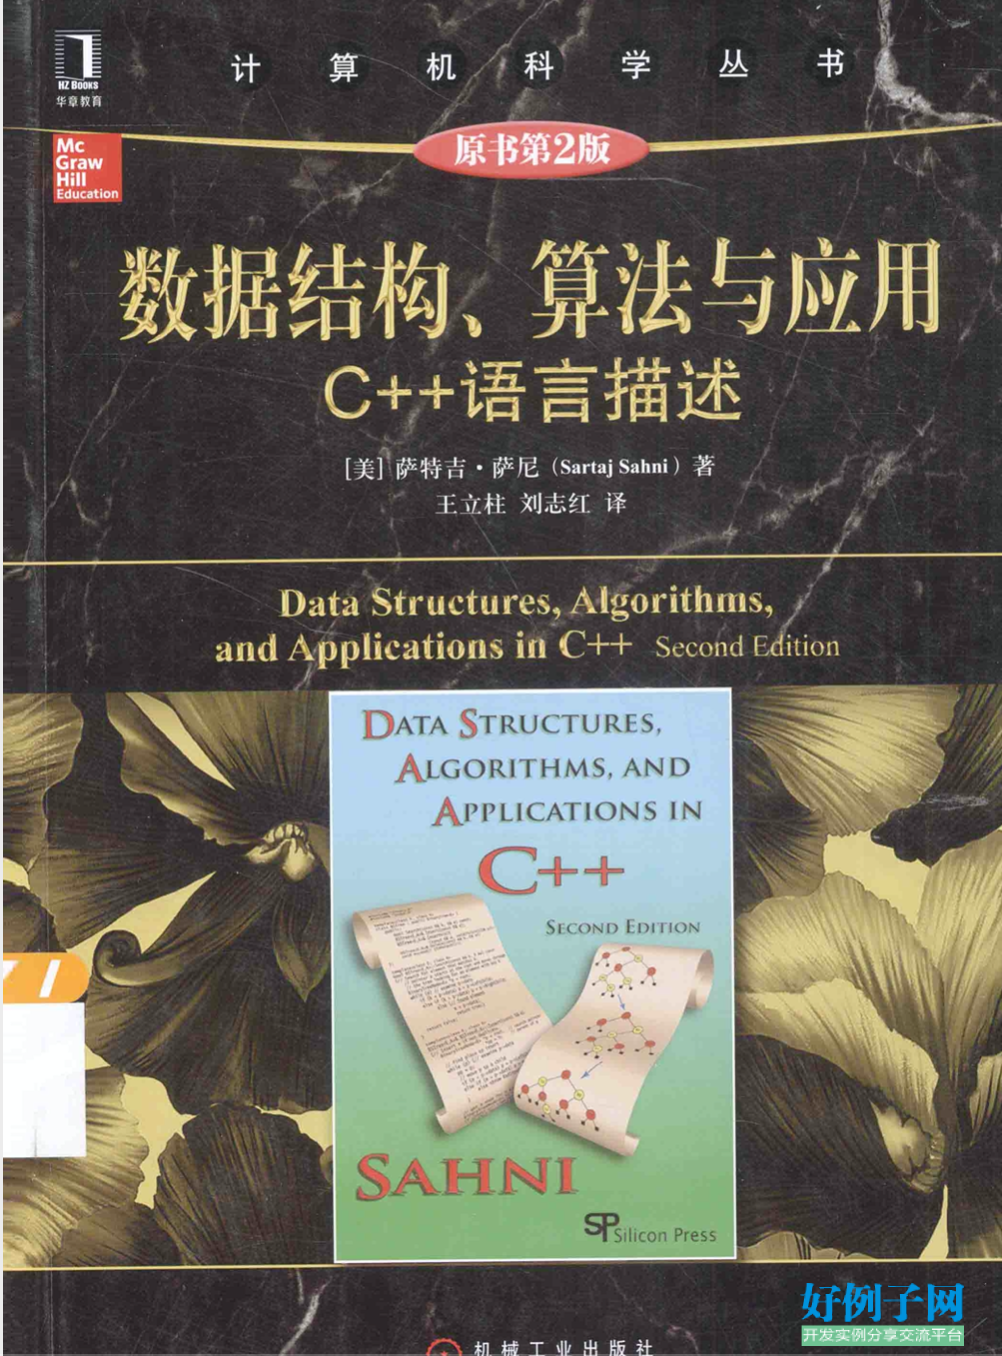 HZ BOOKS
华章教育
计算机科学丛书
Mc
Graw
Hill
Education
原书第2版
数据结构、算法与应用
C++语言描述
[美] 萨特吉·萨尼（Sartaj Sahni）著
王立柱 刘志红 译
Data Structures, Algorithms,
and Applications in C++ Second Edition
DATA STRUCTURES,
ALGORITHMS, AND
APPLICATIONS IN
C++
SECOND EDITION
SAHNI
SP Silicon Press
好例子网
开发实例分享交流平台
机械工业出版社